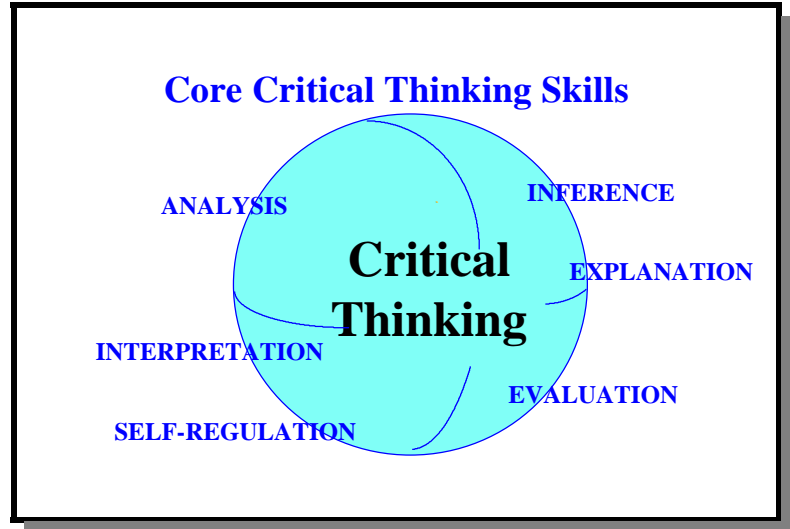 Core Critical Thinking Skills
ANALYSIS
INFERENCE
Critical
Thinking
EXPLANATION
INTERPRETATION
EVALUATION
SELF-REGULATION